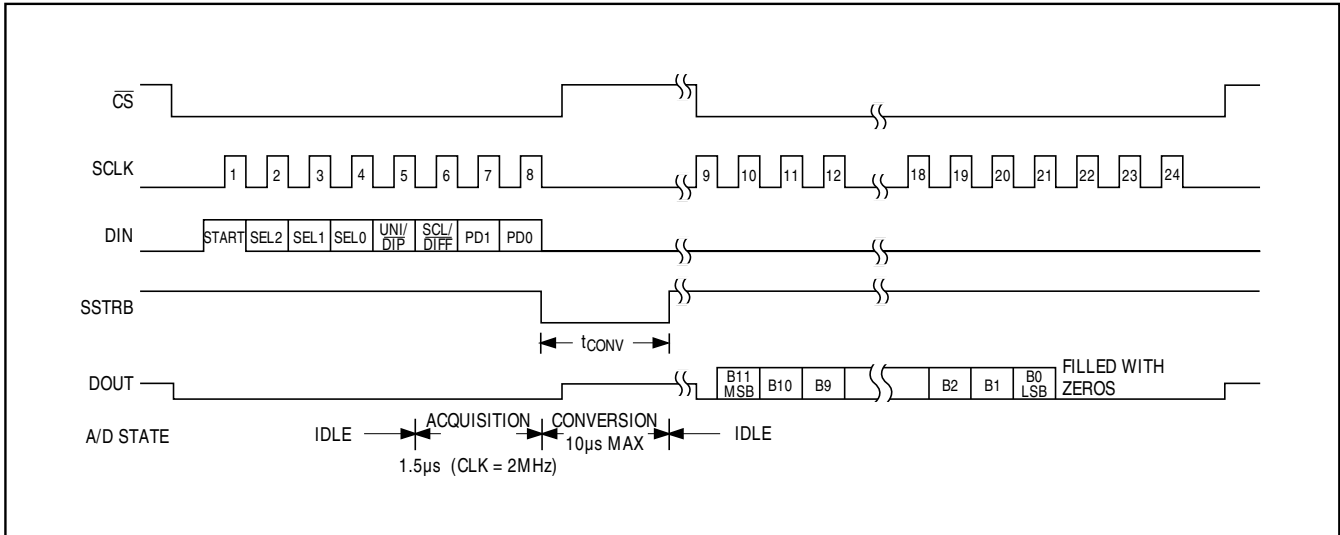 CS
SCLK
1 2 3 4 5 6 7 8 9 10 11 12 18 19 20 21 22 23 24
DIN
START SEL2 SEL1 SEL0 UNI/ DIP SCL/ DIFF PD1 PD0
SSTRB
tCONV
DOUT
B11 MSB B10 B9 B2 B1 B0 LSB
FILLED WITH
ZEROS
A/D STATE
IDLE ACQUISITION CONVERSION IDLE
10µs MAX
1.5µs (CLK = 2MHz)